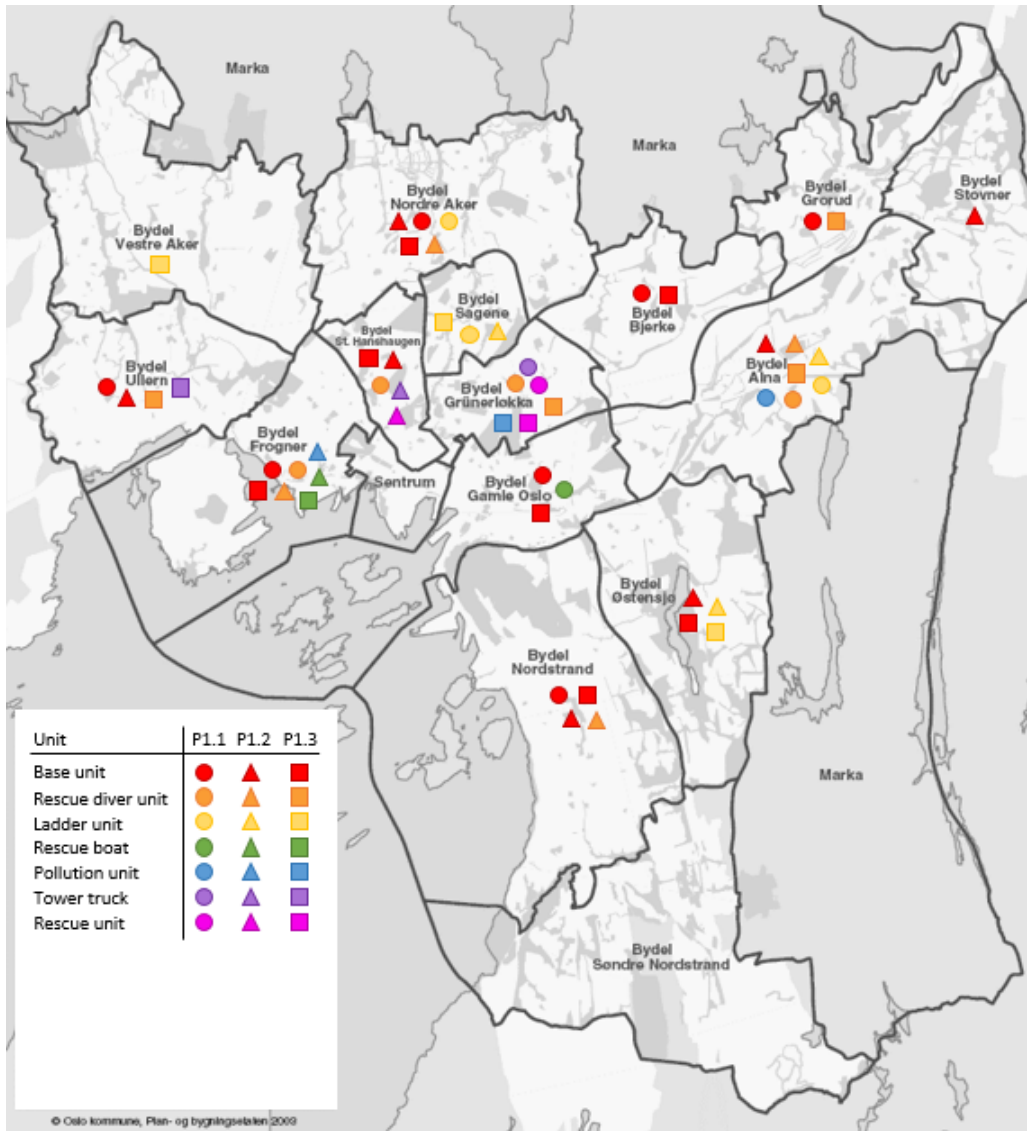 Marka
Marka
Bydel
Grorud
Bydel
Stovner
Bydel
Nordre Aker
Bydel
Vestre Aker
Bydel
Sagene
Bydel
Bjerke
Bydel
St. Hanshaugen
Bydel
Ullern
Bydel
Alna
Bydel
Grünerløkka
Bydel
Frogner
Sentrum
Bydel
Gamle Oslo
Bydel
Østensjø
Bydel
Nordstrand
Marka
Unit P1.1 P1.2 P1.3
Base unit
Rescue diver unit
Ladder unit
Rescue boat
Pollution unit
Tower truck
Rescue unit
Bydel
Søndre Nordstrand
© Oslo kommune, Plan- og bygningsetaten 2003